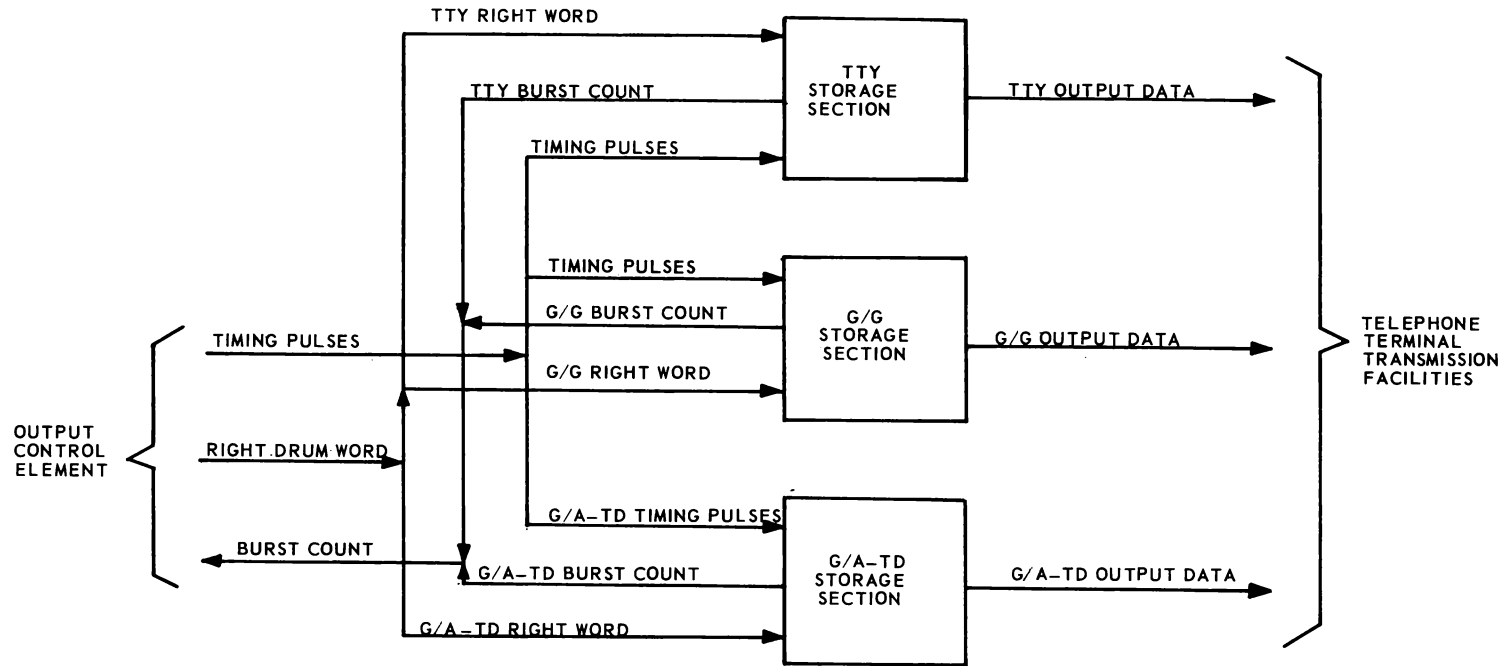 TTY RIGHT WORD
TTY BURST COUNT
TIMING PULSES
TTY
STORAGE
SECTION
TTY OUTPUT DATA
TIMING PULSES
G/G BURST COUNT
G/G RIGHT WORD
G/G
STORAGE
SECTION
G/G OUTPUT DATA
TIMING PULSES
RIGHT DRUM WORD
BURST COUNT
OUTPUT
CONTROL
ELEMENT
TELEPHONE
TERMINAL
TRANSMISSION
FACILITIES
G/A-TD TIMING PULSES
G/A-TD BURST COUNT
G/A-TD RIGHT WORD
G/A-TD
STORAGE
SECTION
G/A-TD OUTPUT DATA